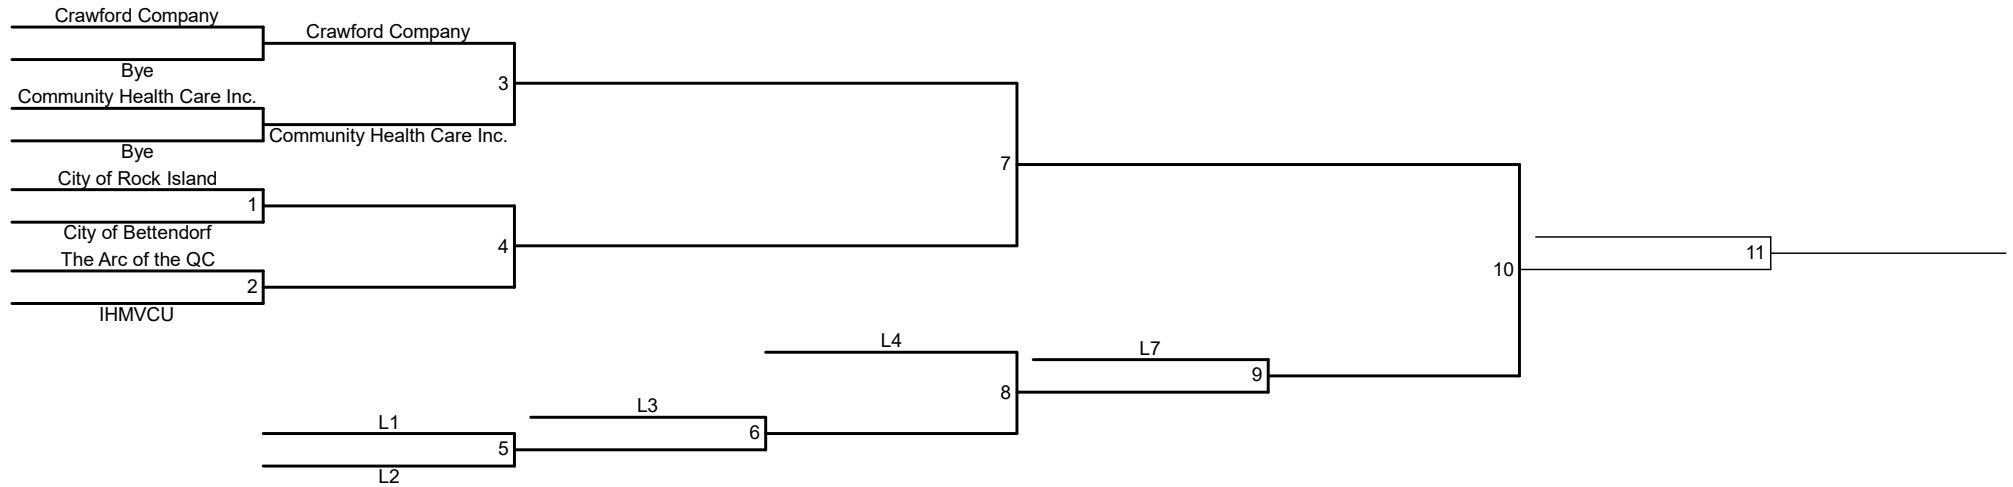 Crawford Company
Crawford Company
Bye
3
Community Health Care Inc.
Community Health Care Inc.
Bye
7
City of Rock Island
1
City of Bettendorf
4
The Arc of the QC
2
IHMVCU
10
11
L4
L7
9
8
L3
6
L1
5
L2